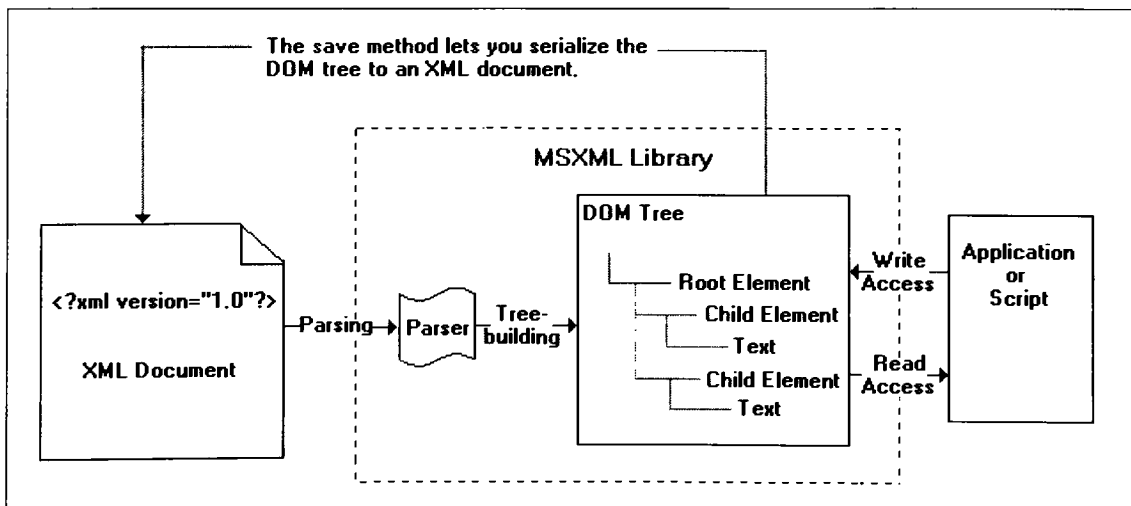 The save method lets you serialize the
DOM tree to an XML document.
MSXML Library
<?xml version="1.0"?>
XML Document
Parsing
Parser
Tree-
building
DOM Tree
Root Element
Child Element
Text
Child Element
Text
Write
Access
Read
Access
Application
or
Script